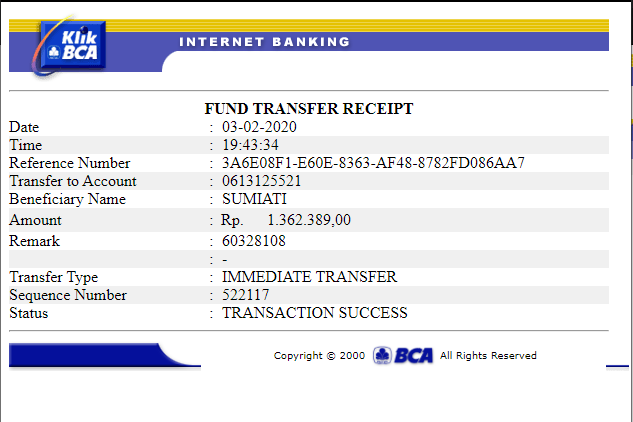 Klik
BCA
INTERNET BANKING
FUND TRANSFER RECEIPT
Date : 03-02-2020
Time : 19:43:34
Reference Number : 3A6E08F1-E60E-8363-AF48-8782FD086AA7
Transfer to Account : 0613125521
Beneficiary Name : SUMIATI
Amount : Rp. 1.362.389,00
Remark : 60328108
: -
Transfer Type : IMMEDIATE TRANSFER
Sequence Number : 522117
Status : TRANSACTION SUCCESS
Copyright © 2000 BCA All Rights Reserved